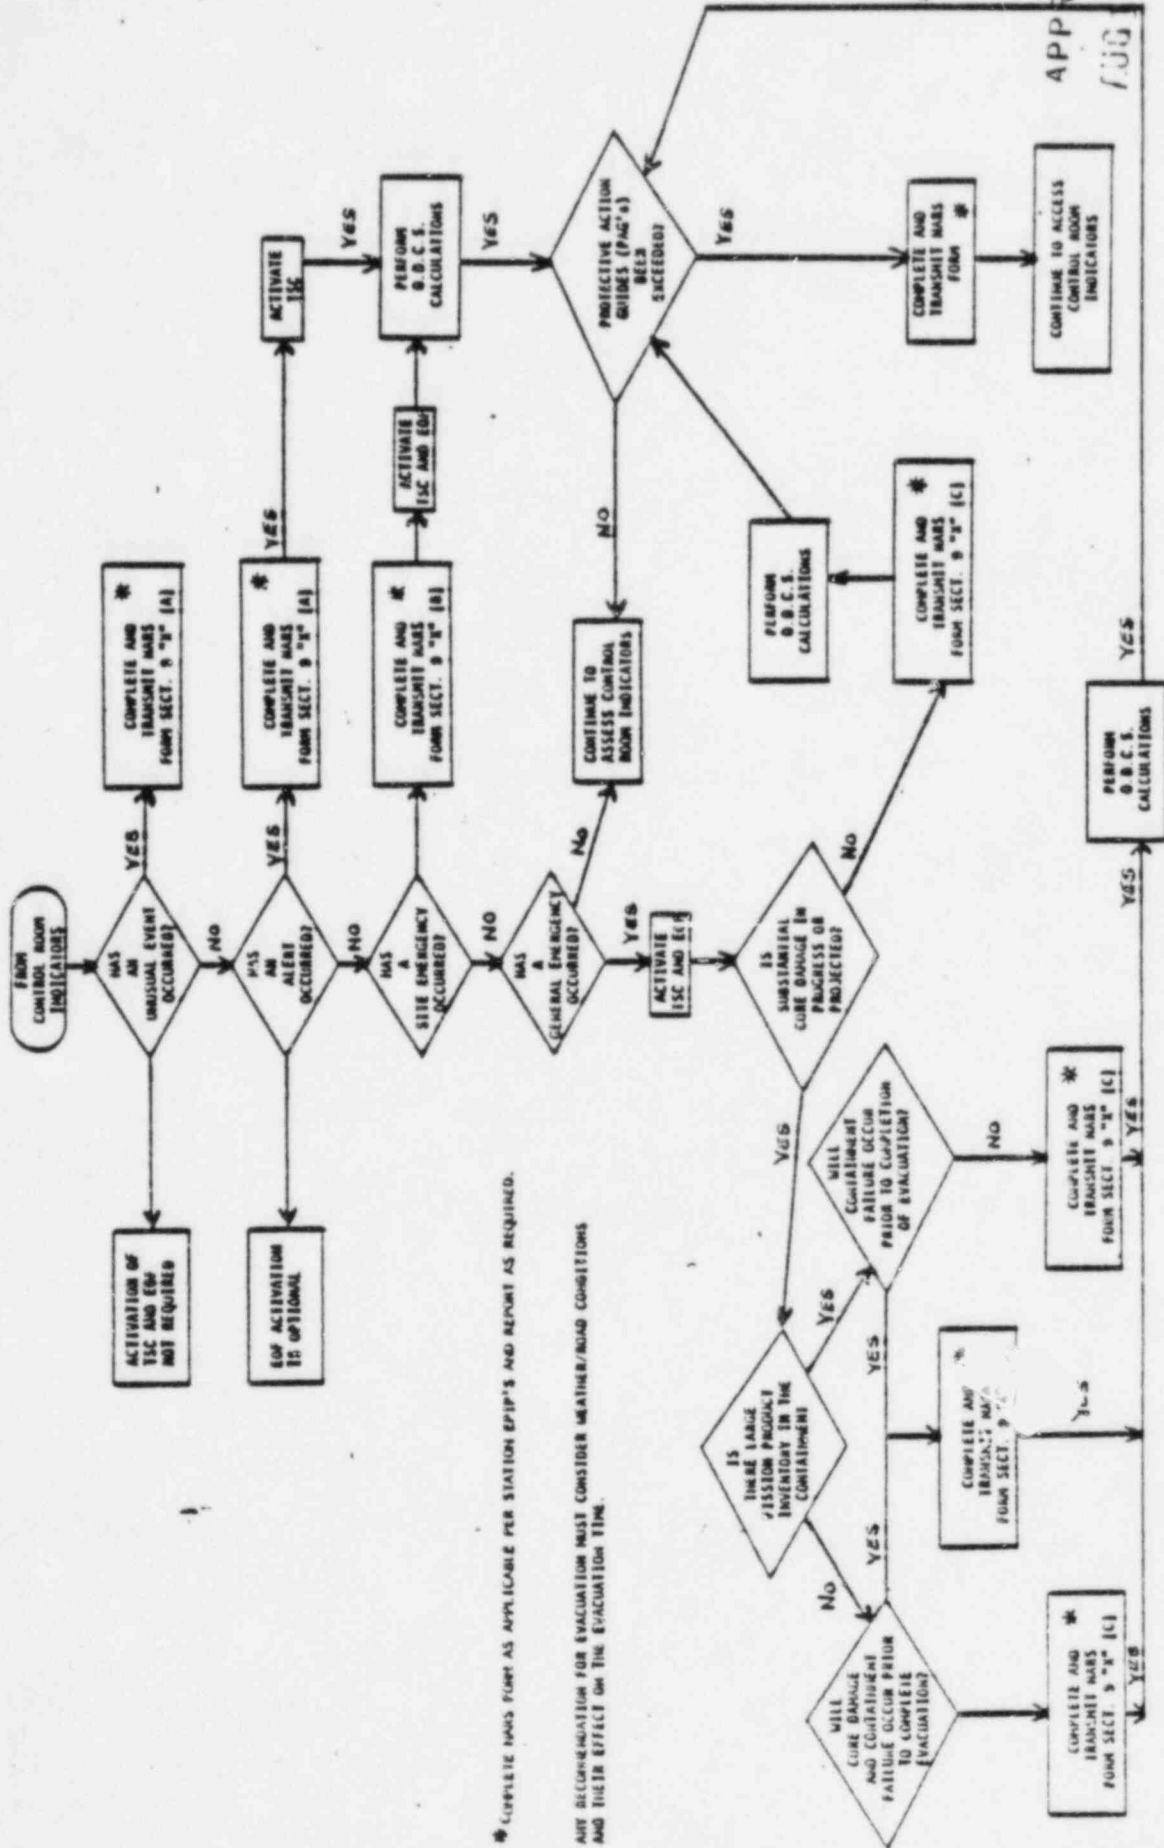 FROM
CONTROL ROOM
INDICATORS
HAS
AN
UNUSUAL EVENT
OCCURRED?
YES
NO
COMPLETE AND *
TRANSMIT NARS
FORM SECT. 9 "X" [A]
ACTIVATION OF
TSC AND EOF
NOT REQUIRED
HAS
AN
ALERT
OCCURRED?
YES
NO
COMPLETE AND *
TRANSMIT NARS
FORM SECT. 9 "X" [A]
YES
ACTIVATE
TSC
YES
EOF ACTIVATION
IS OPTIONAL
HAS
A
SITE EMERGENCY
OCCURRED?
NO
COMPLETE AND *
TRANSMIT NARS
FORM SECT. 9 "X" [B]
ACTIVATE
TSC AND EOF
PERFORM
O.D.C.S.
CALCULATIONS
YES
HAS
A
GENERAL EMERGENCY
OCCURRED?
NO
YES
CONTINUE TO
ASSESS CONTROL
ROOM INDICATORS
NO
PROTECTIVE ACTION
GUIDES (PAG's)
BEEN
EXCEEDED?
YES
COMPLETE AND
TRANSMIT NARS
FORM *
CONTINUE TO ACCESS
CONTROL ROOM
INDICATORS
ACTIVATE
TSC AND EOF
IS
SUBSTANTIAL
CORE DAMAGE IN
PROGRESS OR
PROJECTED?
NO
YES
COMPLETE AND *
TRANSMIT NARS
FORM SECT. 9 "X" [C]
PERFORM
O.D.C.S.
CALCULATIONS
IS
THERE LARGE
FISSION PRODUCT
INVENTORY IN THE
CONTAINMENT
YES
NO
WILL
CONTAINMENT
FAILURE OCCUR
PRIOR TO COMPLETION
OF EVACUATION?
NO
YES
WILL
CORE DAMAGE
AND CONTAINMENT
FAILURE OCCUR PRIOR
TO COMPLETE
EVACUATION?
YES
COMPLETE AND *
TRANSMIT NARS
FORM SECT. 9 "X" [C]
YES
COMPLETE AND *
TRANSMIT
FORM SECT. 9
YES
COMPLETE AND *
TRANSMIT NARS
FORM SECT. 9 "X" [C]
YES
YES
PERFORM
O.D.C.S.
CALCULATIONS
YES
* COMPLETE NARS FORM AS APPLICABLE PER STATION EPIP'S AND REPORT AS REQUIRED.
ANY RECOMMENDATION FOR EVACUATION MUST CONSIDER WEATHER/ROAD CONDITIONS
AND THEIR EFFECT ON THE EVACUATION TIME.
APP